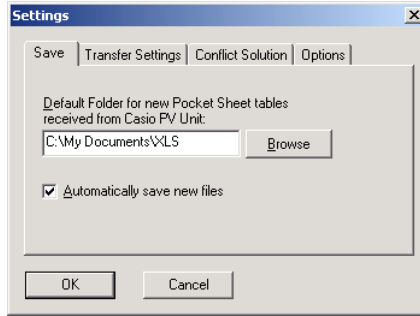 Settings
Save Transfer Settings Conflict Solution Options
Default Folder for new Pocket Sheet tables
received from Casio PV Unit:
C:\My Documents\XLS Browse
Automatically save new files
OK Cancel